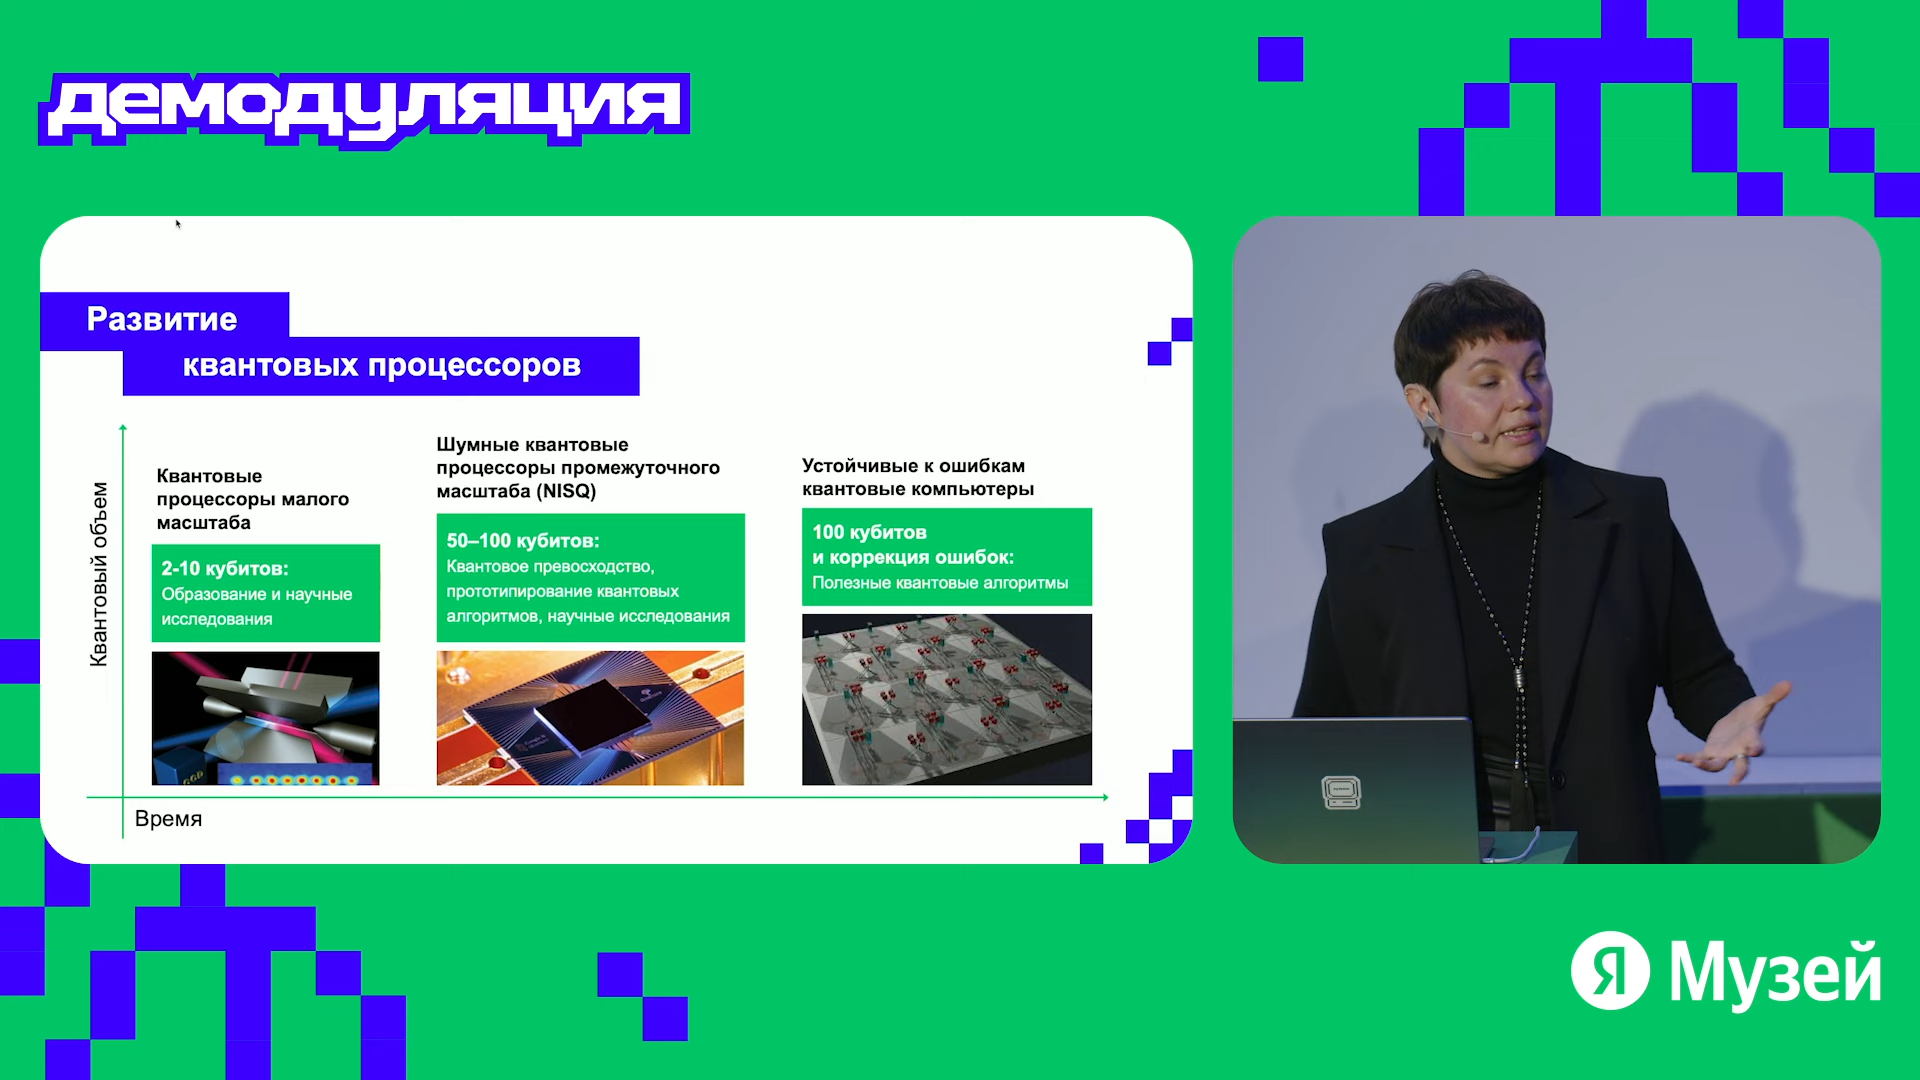 демодуляция
Развитие
квантовых процессоров
Квантовый объем
Квантовые
процессоры малого
масштаба
2-10 кубитов:
Образование и научные
исследования
Шумные квантовые
процессоры промежуточного
масштаба (NISQ)
50–100 кубитов:
Квантовое превосходство,
прототипирование квантовых
алгоритмов, научные исследования
Устойчивые к ошибкам
квантовые компьютеры
100 кубитов
и коррекция ошибок:
Полезные квантовые алгоритмы
Время
Я Музей